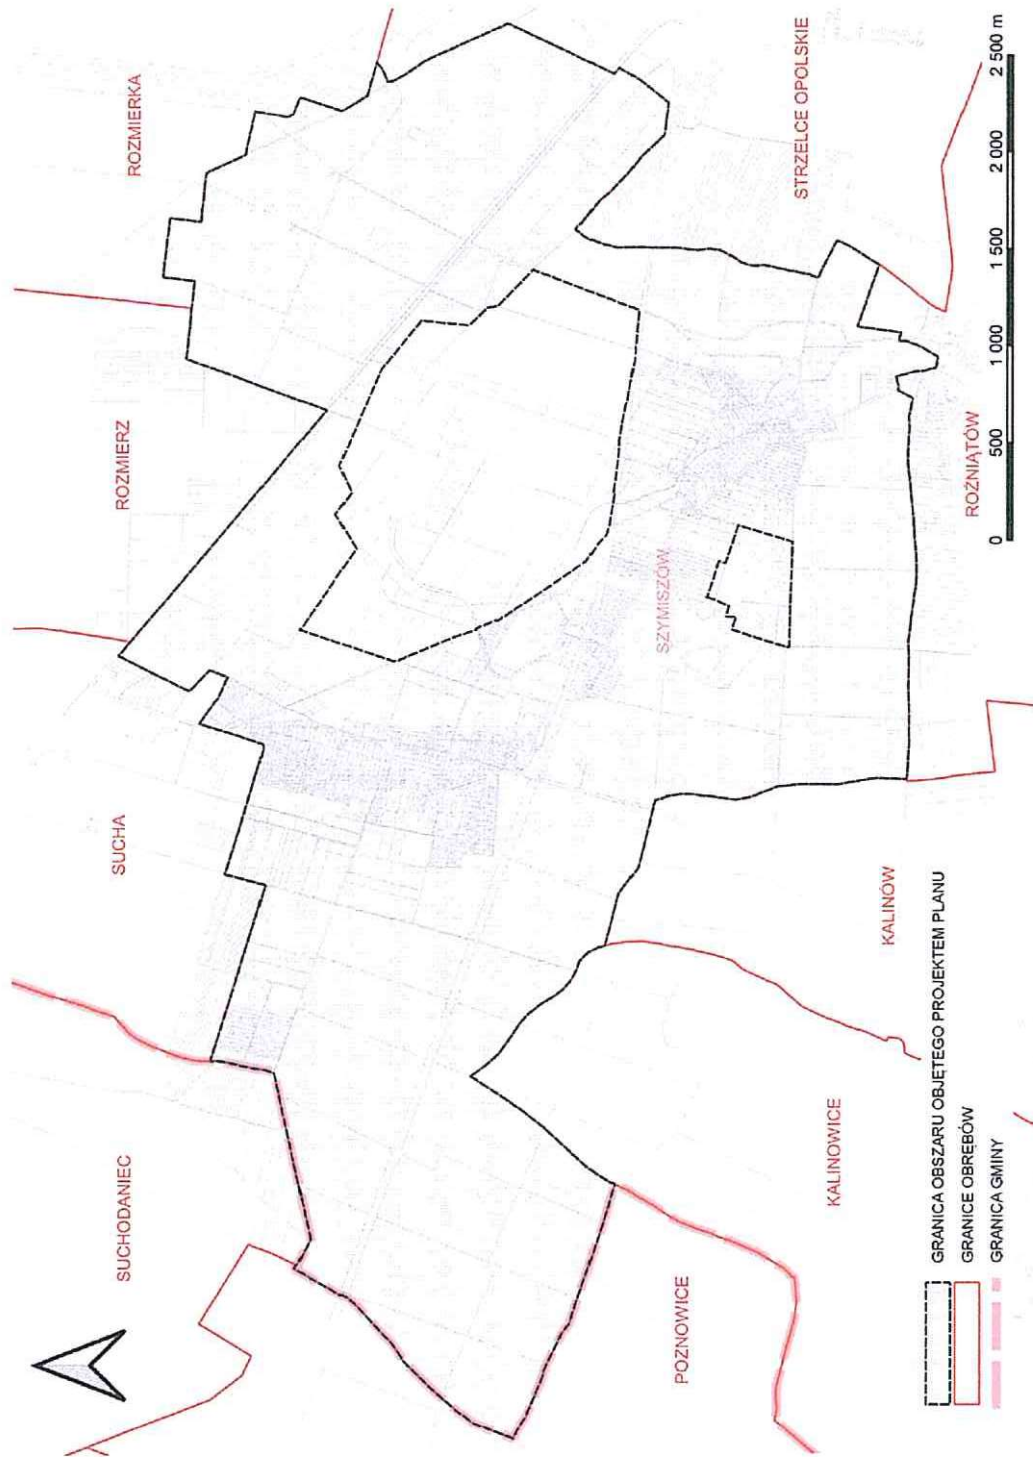 SUCHODANIEC
SUCHA
ROZMIERZ
ROZMIERKA
SZYMISZÓW
STRZELCE OPOLSKIE
POZNOWICE
KALINOWICE
KALINÓW
ROŻNIĄTÓW
GRANICA OBSZARU OBJĘTEGO PROJEKTEM PLANU
GRANICE OBRĘBÓW
GRANICA GMINY
0 500 1 000 1 500 2 000 2 500 m